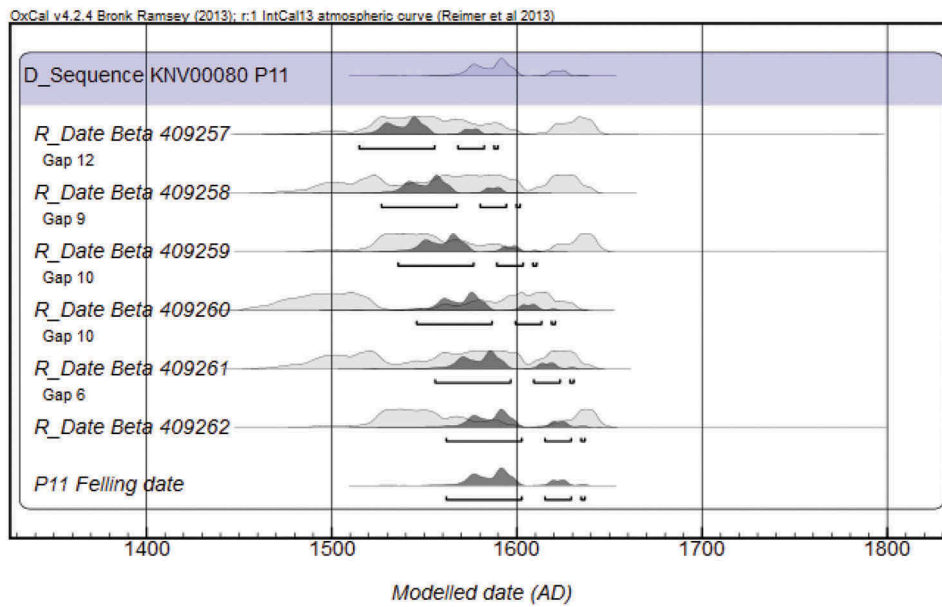 OxCal v4.2.4 Bronk Ramsey (2013); r:1 IntCal13 atmospheric curve (Reimer et al 2013)
D_Sequence KNV00080 P11
R_Date Beta 409257
Gap 12
R_Date Beta 409258
Gap 9
R_Date Beta 409259
Gap 10
R_Date Beta 409260
Gap 10
R_Date Beta 409261
Gap 6
R_Date Beta 409262
P11 Felling date
1400 1500 1600 1700 1800
Modelled date (AD)